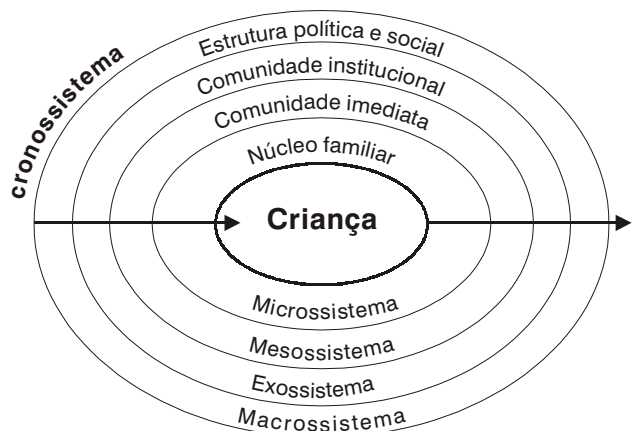 cronossistema
Estrutura política e social
Comunidade institucional
Comunidade imediata
Núcleo familiar
Criança
Microssistema
Mesossistema
Exossistema
Macrossistema